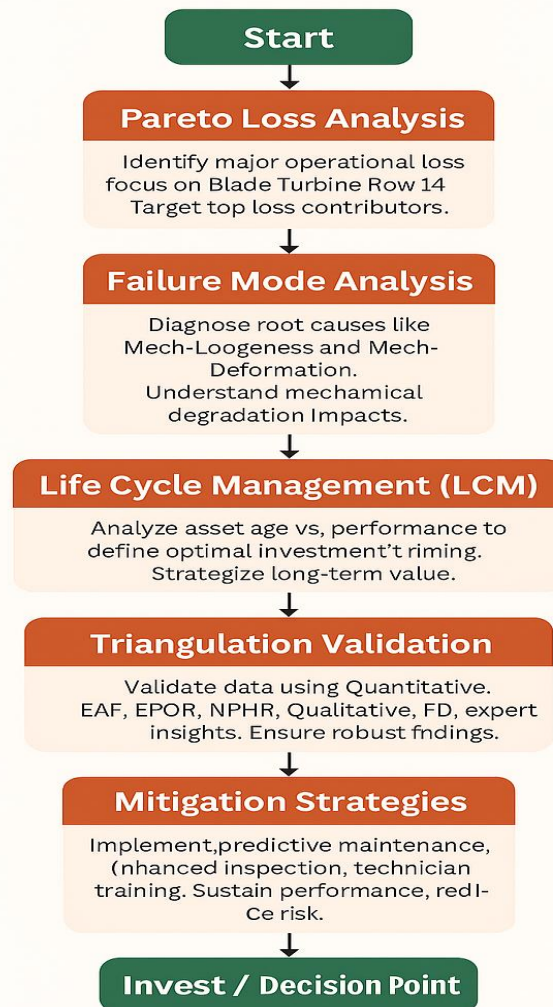 Start
Pareto Loss Analysis
Identify major operational loss
focus on Blade Turbine Row 14
Target top loss contributors.
Failure Mode Analysis
Diagnose root causes like
Mech-Loogeness and Mech-
Deformation.
Understand mechamical
degradation Impacts.
Life Cycle Management (LCM)
Analyze asset age vs, performance to
define optimal investment't riming.
Strategize long-term value.
Triangulation Validation
Validate data using Quantitative.
EAF, EPOR, NPHR, Qualitative, FD, expert
insights. Ensure robust fndings.
Mitigation Strategies
Implement,predictive maintenance,
(nhanced inspection, technician
training. Sustain performance, redI-
Ce risk.
Invest / Decision Point